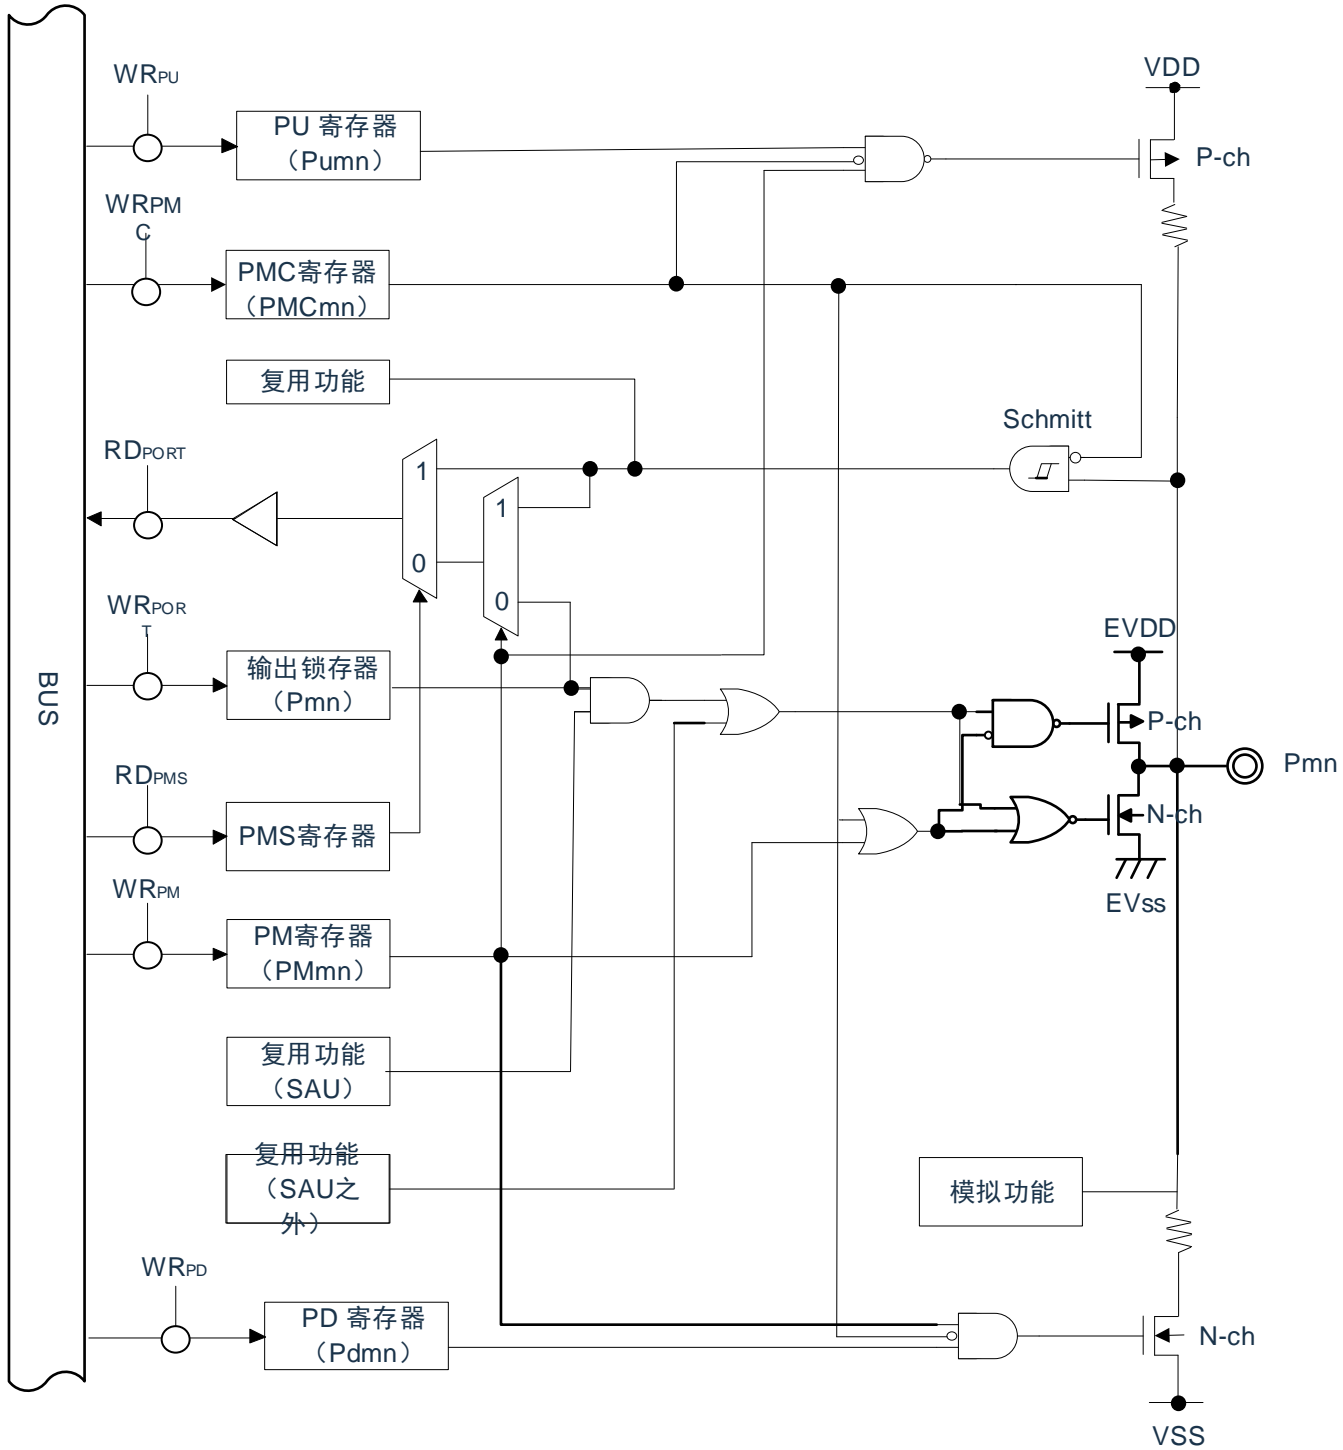 WRPU
VDD
PU 寄存器
（Pumn）
P-ch
WRPM
C
PMC寄存器
（PMCmn）
复用功能
Schmitt
RDPORT
1
1
0
0
WRPOR
T
EVDD
输出锁存器
（Pmn）
BUS
P-ch
Pmn
RDPMS
N-ch
PMS寄存器
WRPM
EVss
PM寄存器
（PMmn）
复用功能
（SAU）
复用功能
（SAU之
外）
模拟功能
WRPD
PD 寄存器
（Pdmn）
N-ch
VSS